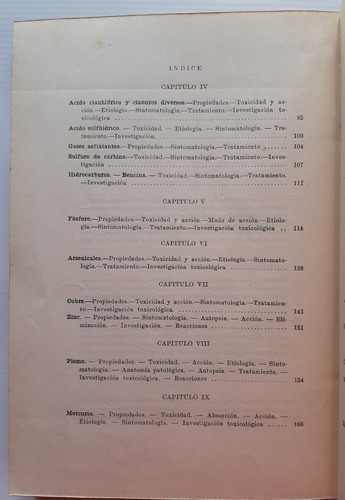 INDICE
CAPITULO IV
Acido cianhídrico y cianuros diversos.—Propiedades.—Toxicidad y ac-
ción.—Etiología.—Sintomatología.—Tratamiento.—Investigación
toxicológica 85
Acido sulfhídrico. — Toxicidad. — Etiología. — Sintomatología. — Tra-
tamiento.—Investigación. 100
Gases asfixiantes.—Propiedades.—Sintomatología.—Tratamiento 104
Sulfuro de carbino.—Toxicidad.—Sintomatología.—Tratamiento.—Inves-
tigación 107
Hidrocarburos. — Bencina. — Toxicidad.—Sintomatología.—Tratamiento.
—Investigación 111
CAPITULO V
Fósforo.—Propiedades.—Toxicidad y acción.—Modo de acción.—Etiolo-
gía.—Sintomatología.—Tratamiento.—Investigación toxicológica .. 114
CAPITULO VI
Arsenicales.—Toxicidad y acción.—Propiedades.—Etiología.—Sintomato-
logía.—Tratamiento.—Investigación toxicológica 128
CAPITULO VII
Cobre.—Propiedades.—Toxicidad y acción.—Sintomatología.—Tratamien-
to.—Investigación toxicológica. 143
Zinc. — Propiedades. — Sintomatología. — Autopsia. — Acción. — Eli-
minación. — Investigación. — Reacciones 151
CAPITULO VIII
Plomo. — Propiedades. — Toxicidad. — Acción. — Etiología. — Sinto-
matología. — Anatomía patológica. — Autopsia. — Tratamiento. —
Investigación toxicológica. — Reacciones 154
CAPITULO IX
Mercurio. — Propiedades. — Toxicidad. — Absorción. — Acción. —
Etiología. — Sintomatología. — Investigación toxicológica 166